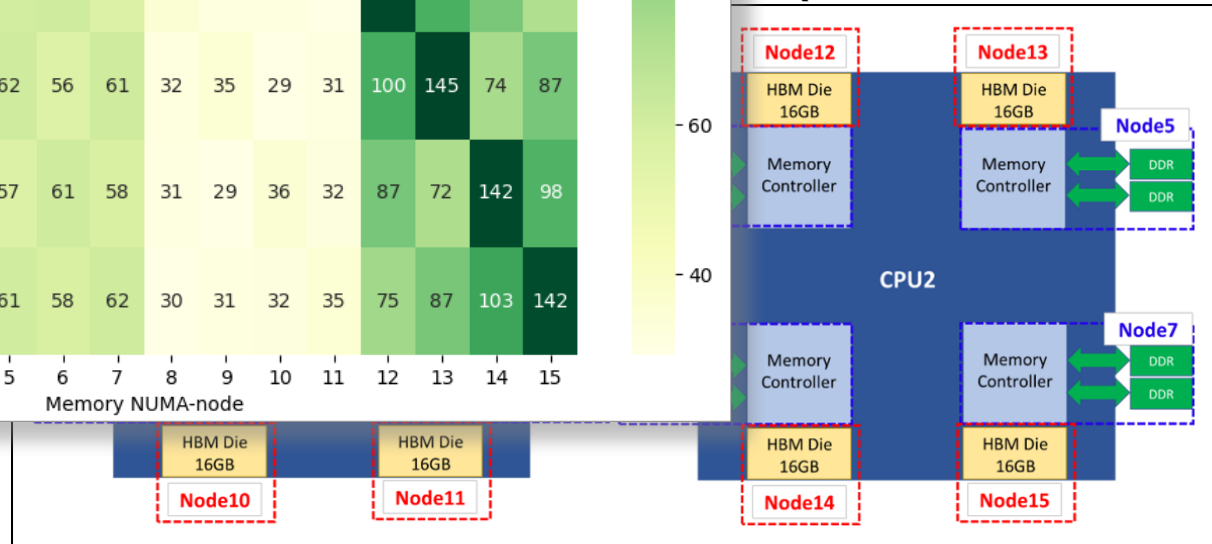 62 56 61 32 35 29 31 100 145 74 87
57 61 58 31 29 36 32 87 72 142 98
61 58 62 30 31 32 35 75 87 103 142
5 6 7 8 9 10 11 12 13 14 15
Memory NUMA-node
60
40
Node12
Node13
HBM Die
16GB
HBM Die
16GB
Node5
Memory
Controller
Memory
Controller
DDR
DDR
CPU2
Node7
Memory
Controller
Memory
Controller
DDR
DDR
HBM Die
16GB
HBM Die
16GB
HBM Die
16GB
HBM Die
16GB
Node10
Node11
Node14
Node15